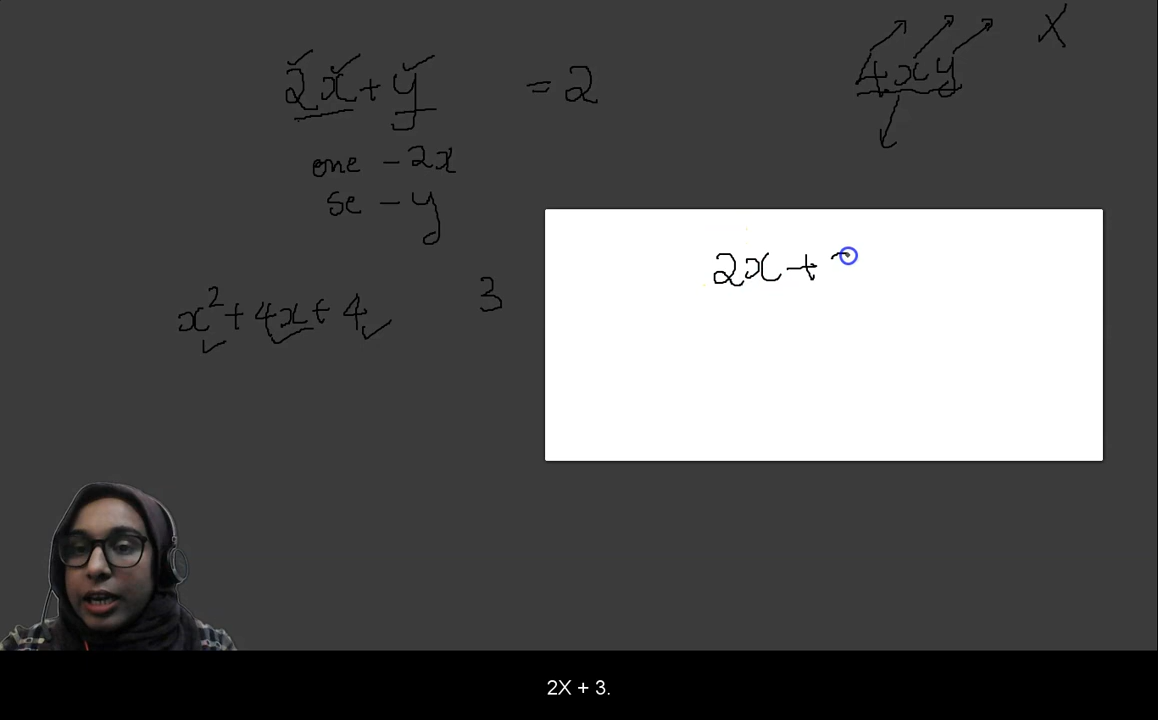 2x + y = 2
4xy
X
one - 2x
se - y
x² + 4x + 4
3
2x +
2X + 3.